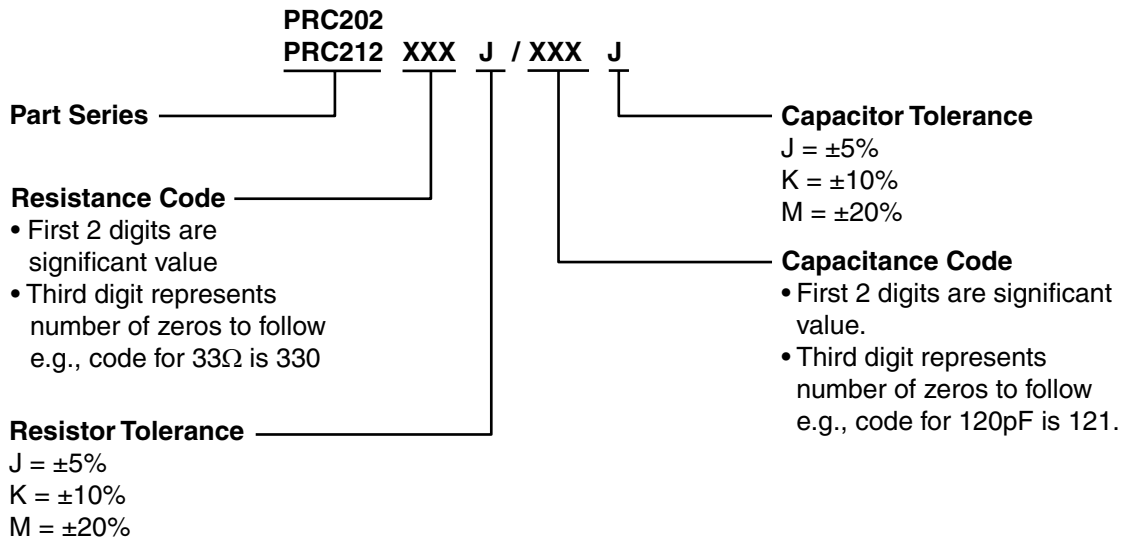 PRC202
PRC212 XXX J / XXX J
Part Series
Resistance Code
• First 2 digits are
significant value
• Third digit represents
number of zeros to follow
e.g., code for 33Ω is 330
Resistor Tolerance
J = ±5%
K = ±10%
M = ±20%
Capacitor Tolerance
J = ±5%
K = ±10%
M = ±20%
Capacitance Code
• First 2 digits are significant
value.
• Third digit represents
number of zeros to follow
e.g., code for 120pF is 121.